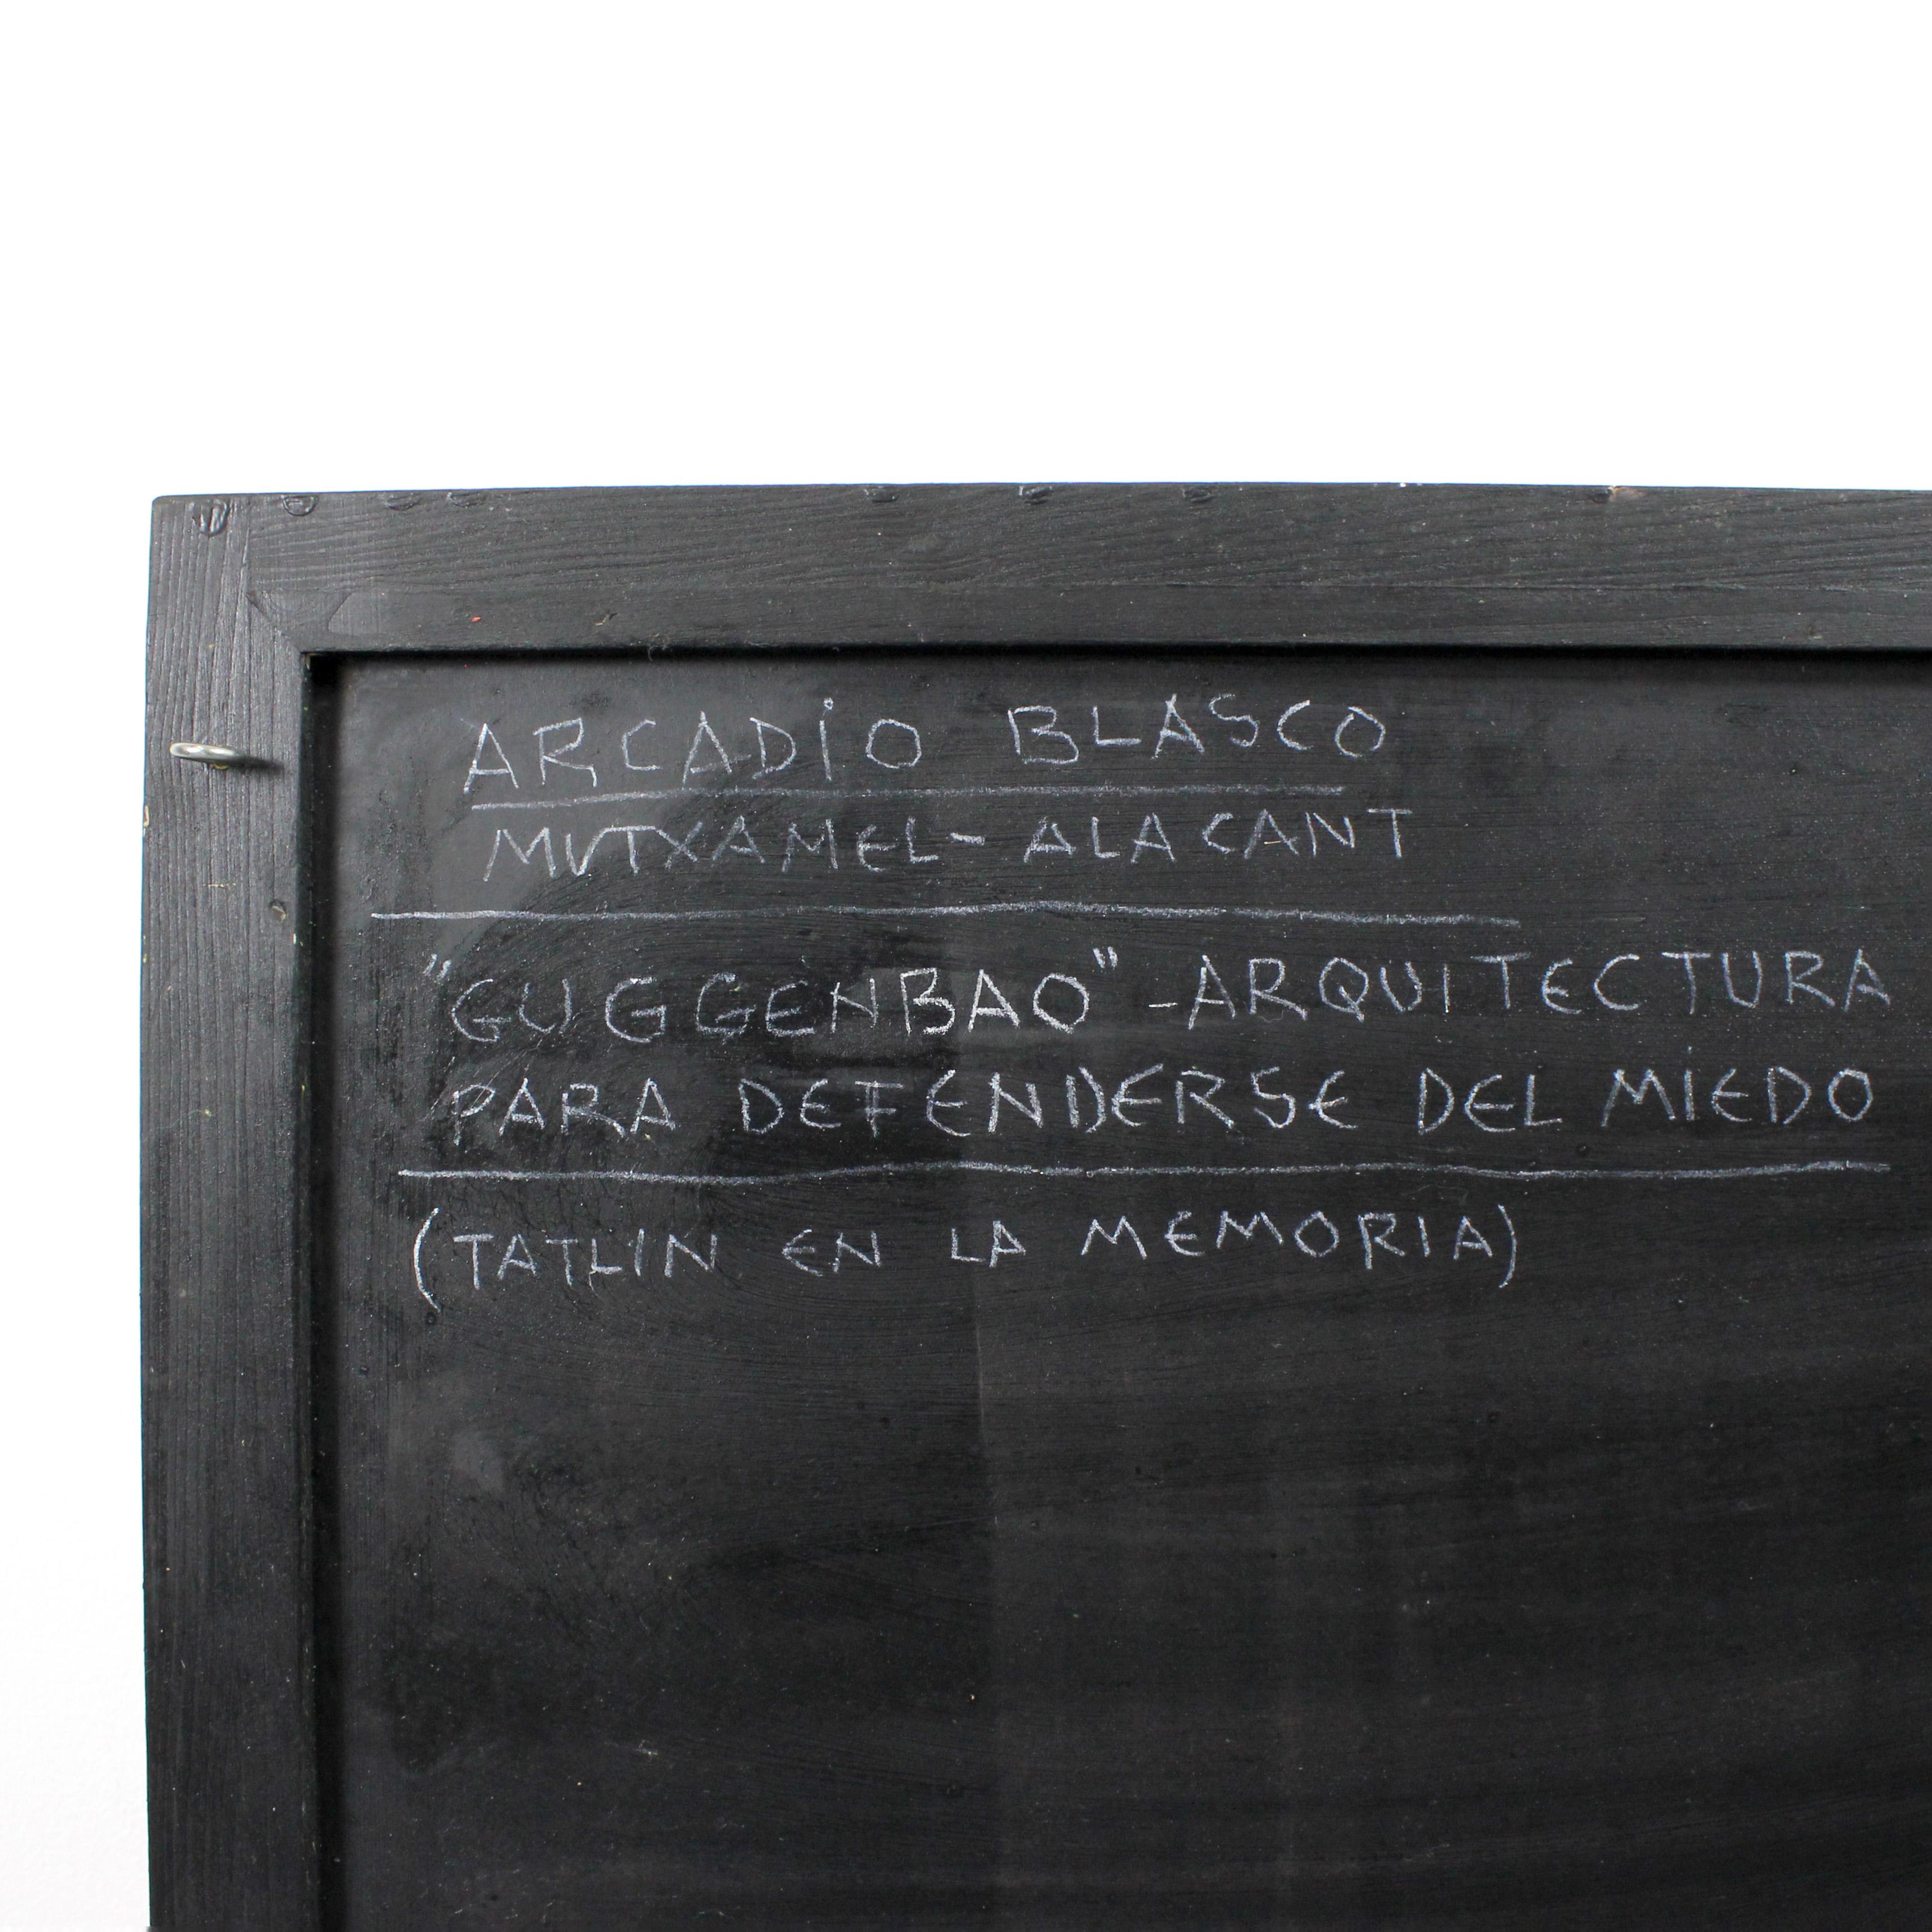 ARCADIO BLASCO
MUTXAMEL - ALACANT
"GUGGENBAO" - ARQUITECTURA
PARA DEFENDERSE DEL MIEDO
(TATLIN EN LA MEMORIA)